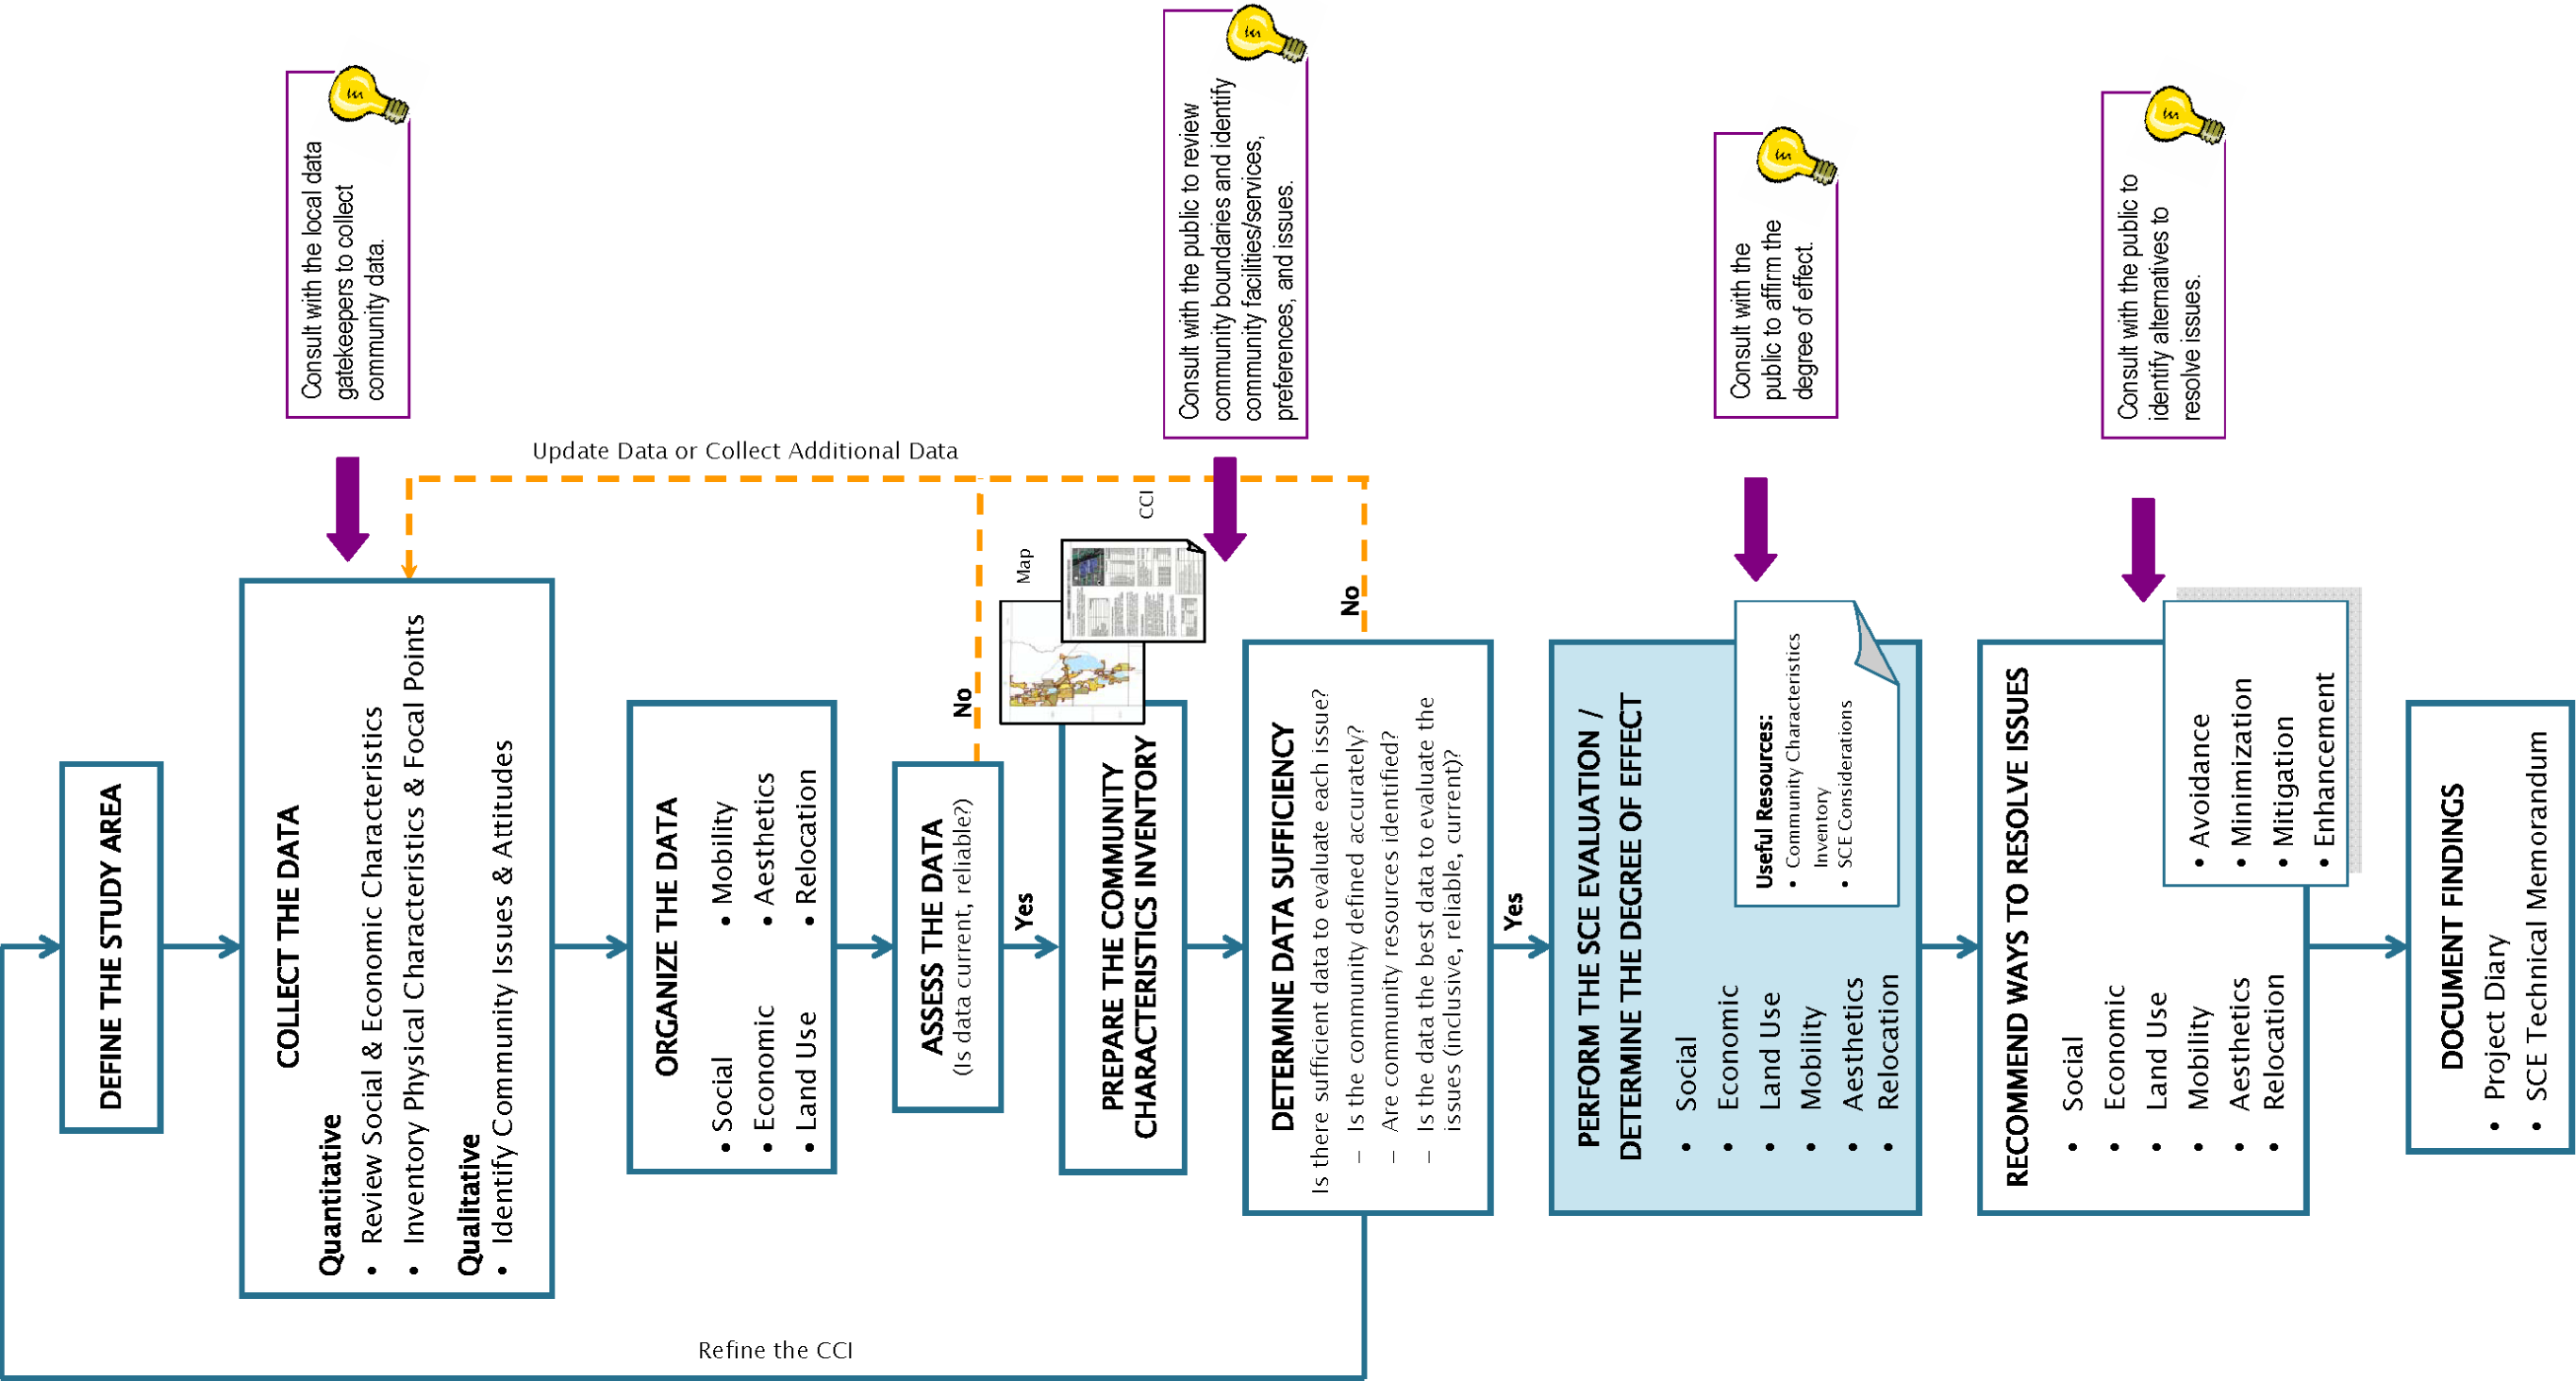 DEFINE THE STUDY AREA
COLLECT THE DATA
Quantitative
• Review Social & Economic Characteristics
• Inventory Physical Characteristics & Focal Points
Qualitative
• Identify Community Issues & Attitudes
Consult with the local data
gatekeepers to collect
community data.
Update Data or Collect Additional Data
ORGANIZE THE DATA
• Social
• Mobility
• Economic
• Aesthetics
• Land Use
• Relocation
ASSESS THE DATA
(Is data current, reliable?)
No
Yes
PREPARE THE COMMUNITY
CHARACTERISTICS INVENTORY
Map
CCI
Consult with the public to review
community boundaries and identify
community facilities/services,
preferences, and issues.
DETERMINE DATA SUFFICIENCY
Is there sufficient data to evaluate each issue?
– Is the community defined accurately?
– Are community resources identified?
– Is the data the best data to evaluate the
issues (inclusive, reliable, current)?
No
Refine the CCI
Yes
PERFORM THE SCE EVALUATION /
DETERMINE THE DEGREE OF EFFECT
• Social
• Economic
• Land Use
• Mobility
• Aesthetics
• Relocation
Useful Resources:
• Community Characteristics
Inventory
• SCE Considerations
Consult with the
public to affirm the
degree of effect.
RECOMMEND WAYS TO RESOLVE ISSUES
• Social
• Economic
• Land Use
• Mobility
• Aesthetics
• Relocation
• Avoidance
• Minimization
• Mitigation
• Enhancement
Consult with the public to
identify alternatives to
resolve issues.
DOCUMENT FINDINGS
• Project Diary
• SCE Technical Memorandum